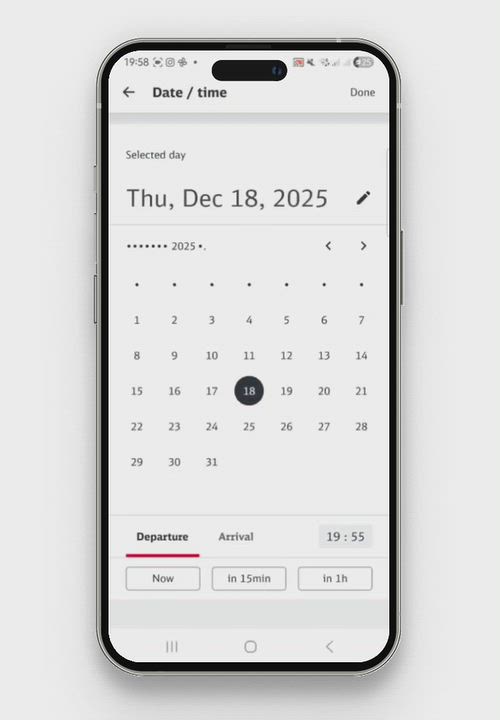 19:58
Date / time
Done
Selected day
Thu, Dec 18, 2025
••••••• 2025 •.
• • • • • • •
1 2 3 4 5 6 7
8 9 10 11 12 13 14
15 16 17 18 19 20 21
22 23 24 25 26 27 28
29 30 31
Departure Arrival 19 : 55
Now in 15min in 1h